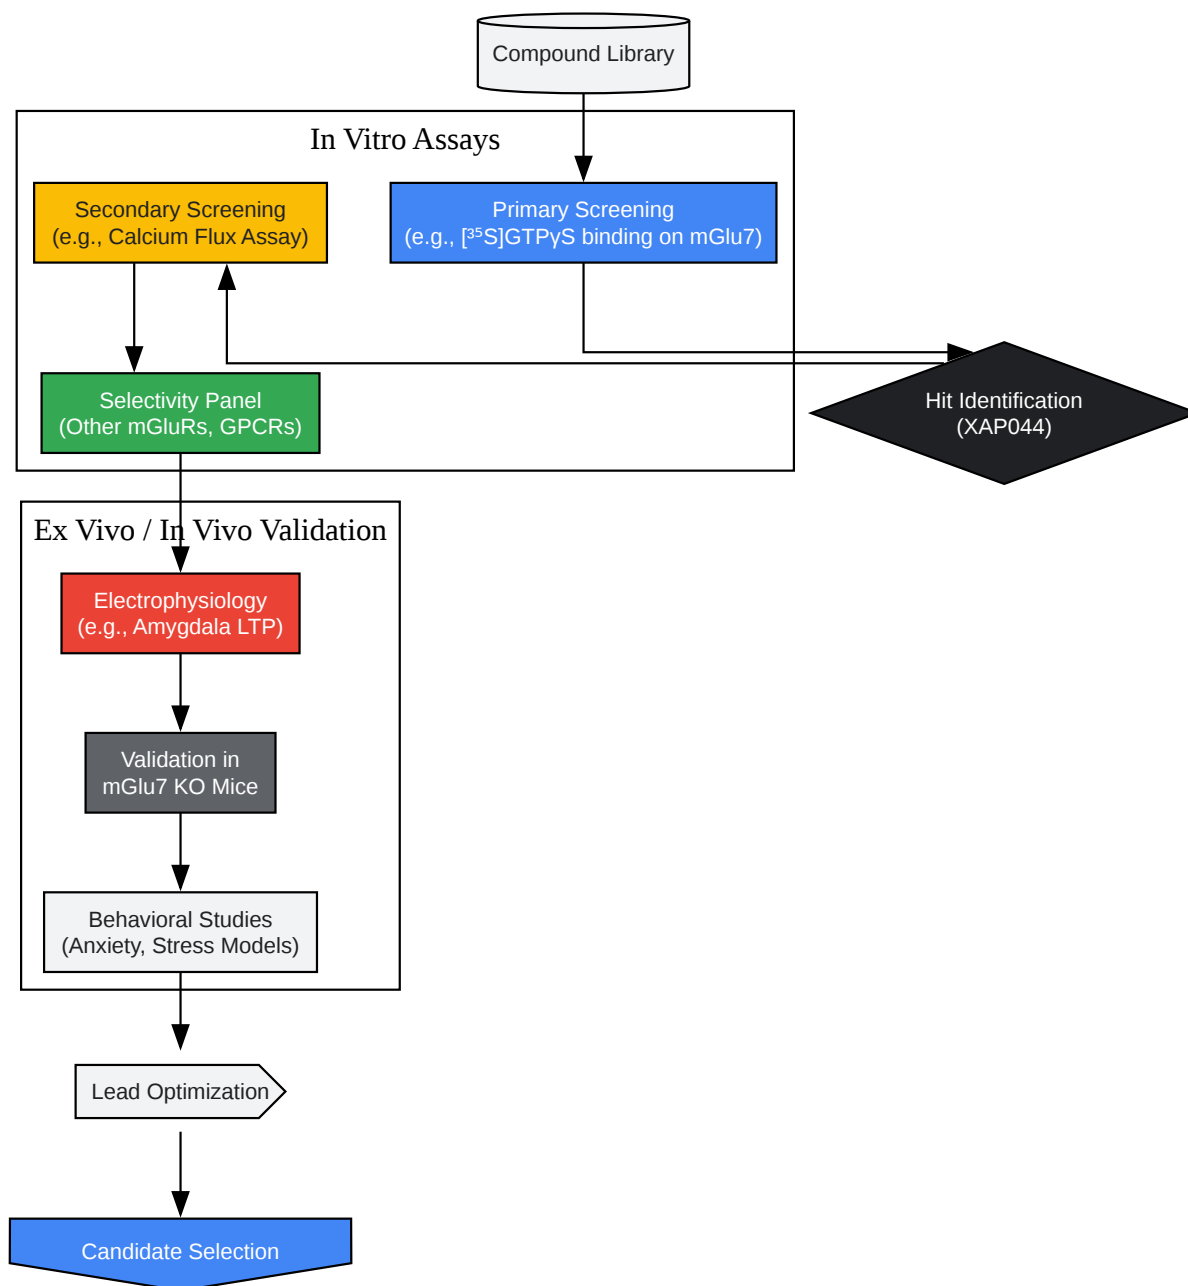 Compound Library
In Vitro Assays
Secondary Screening
(e.g., Calcium Flux Assay)
Primary Screening
(e.g., [³⁵S]GTPγS binding on mGlu7)
Selectivity Panel
(Other mGluRs, GPCRs)
Hit Identification
(XAP044)
Ex Vivo / In Vivo Validation
Electrophysiology
(e.g., Amygdala LTP)
Validation in
mGlu7 KO Mice
Behavioral Studies
(Anxiety, Stress Models)
Lead Optimization
Candidate Selection